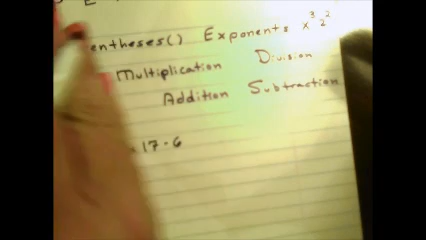 E
entheses() Exponents x³ 2²
Multiplication Division
Addition Subtraction
17-6